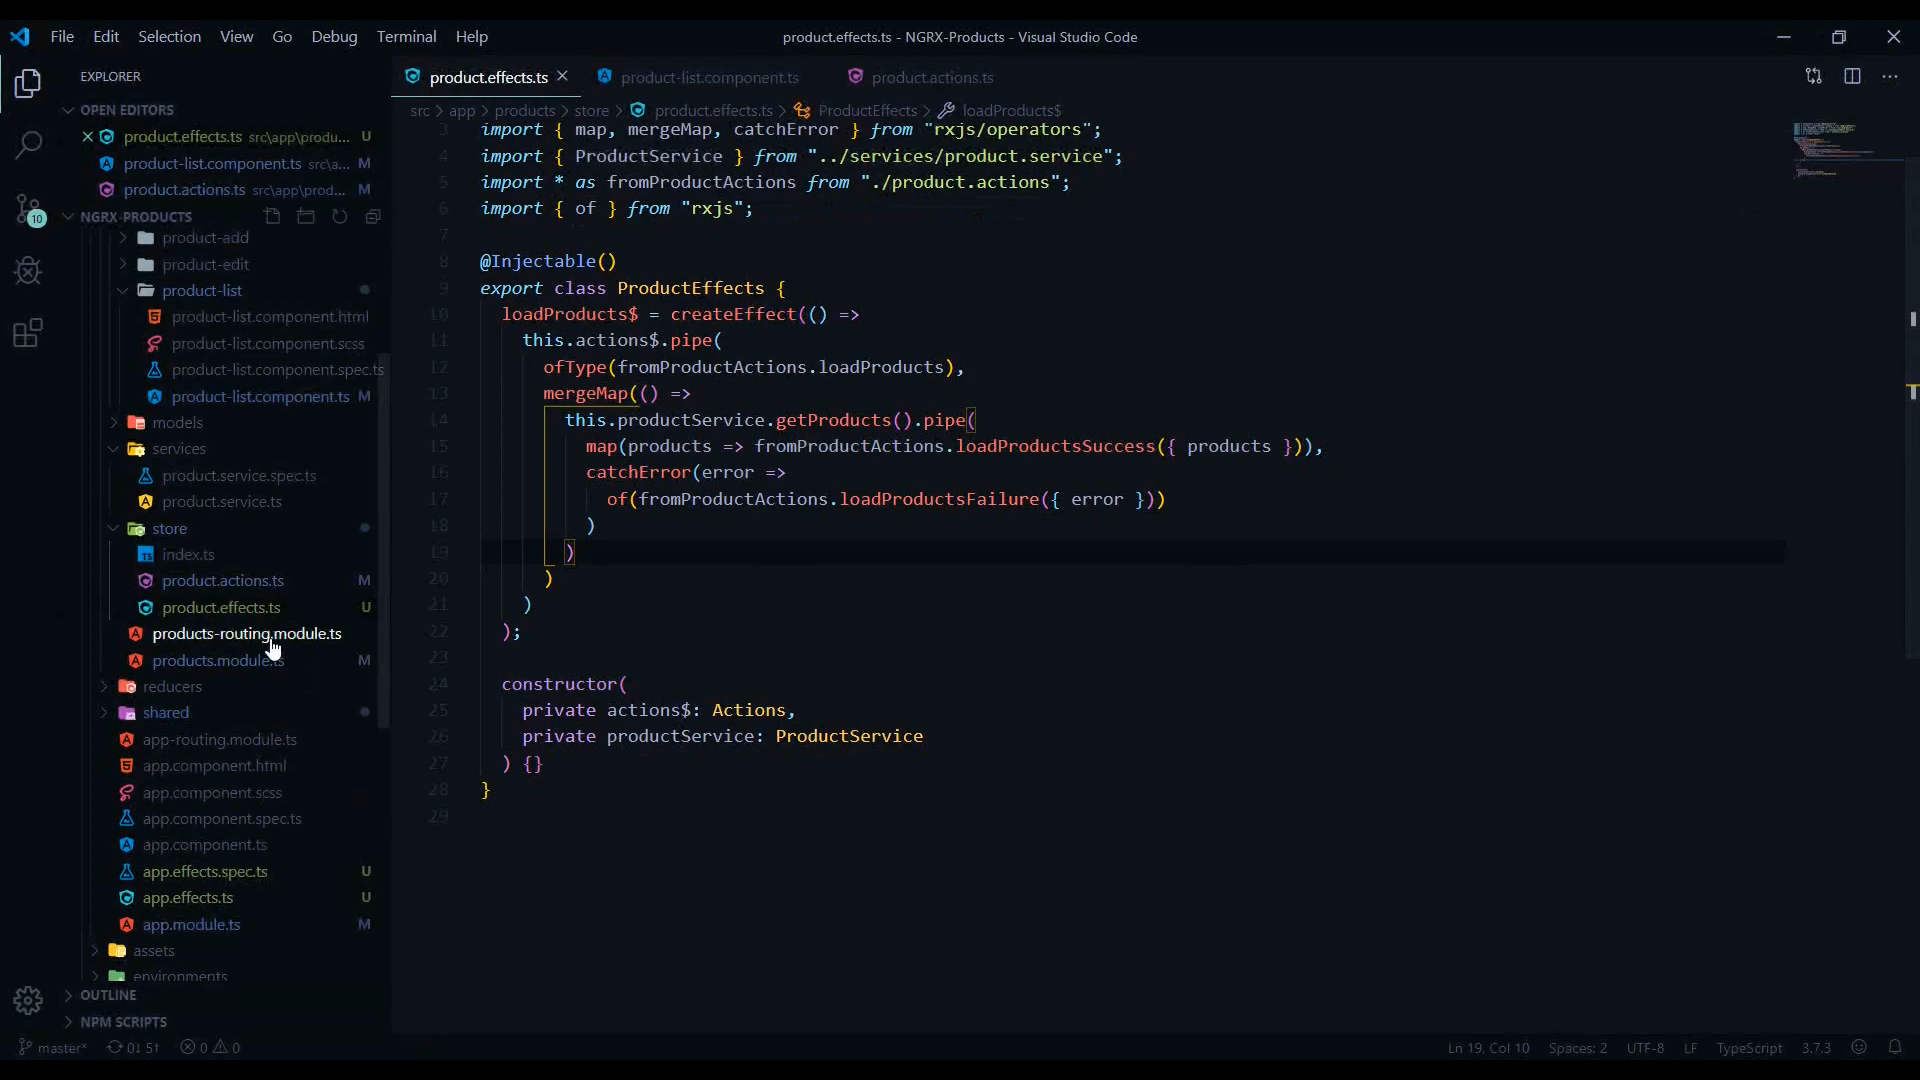 File Edit Selection View Go Debug Terminal Help
product.effects.ts - NGRX-Products - Visual Studio Code
EXPLORER
OPEN EDITORS
product.effects.ts src\app\produ... U
product-list.component.ts src\a... M
product.actions.ts src\app\prod... M
10
NGRX-PRODUCTS
product-add
product-edit
product-list
product-list.component.html
product-list.component.scss
product-list.component.spec.ts
product-list.component.ts M
models
services
product.service.spec.ts
product.service.ts
store
index.ts
product.actions.ts M
product.effects.ts U
products-routing.module.ts
products.module.ts M
reducers
shared
app-routing.module.ts
app.component.html
app.component.scss
app.component.spec.ts
app.component.ts
app.effects.spec.ts U
app.effects.ts U
app.module.ts M
assets
environments
OUTLINE
NPM SCRIPTS
product.effects.ts product-list.component.ts product.actions.ts
src > app > products > store > product.effects.ts > ProductEffects > loadProducts$
3 import { map, mergeMap, catchError } from "rxjs/operators";
4 import { ProductService } from "../services/product.service";
5 import * as fromProductActions from "./product.actions";
6 import { of } from "rxjs";
7
8 @Injectable()
9 export class ProductEffects {
10 loadProducts$ = createEffect(() =>
11 this.actions$.pipe(
12 ofType(fromProductActions.loadProducts),
13 mergeMap(() =>
14 this.productService.getProducts().pipe(
15 map(products => fromProductActions.loadProductsSuccess({ products })),
16 catchError(error =>
17 of(fromProductActions.loadProductsFailure({ error }))
18 )
19 )
20 )
21 )
22 );
23
24 constructor(
25 private actions$: Actions,
26 private productService: ProductService
27 ) {}
28 }
29
master* 0↓ 5↑ 0 0
Ln 19, Col 10 Spaces: 2 UTF-8 LF TypeScript 3.7.3